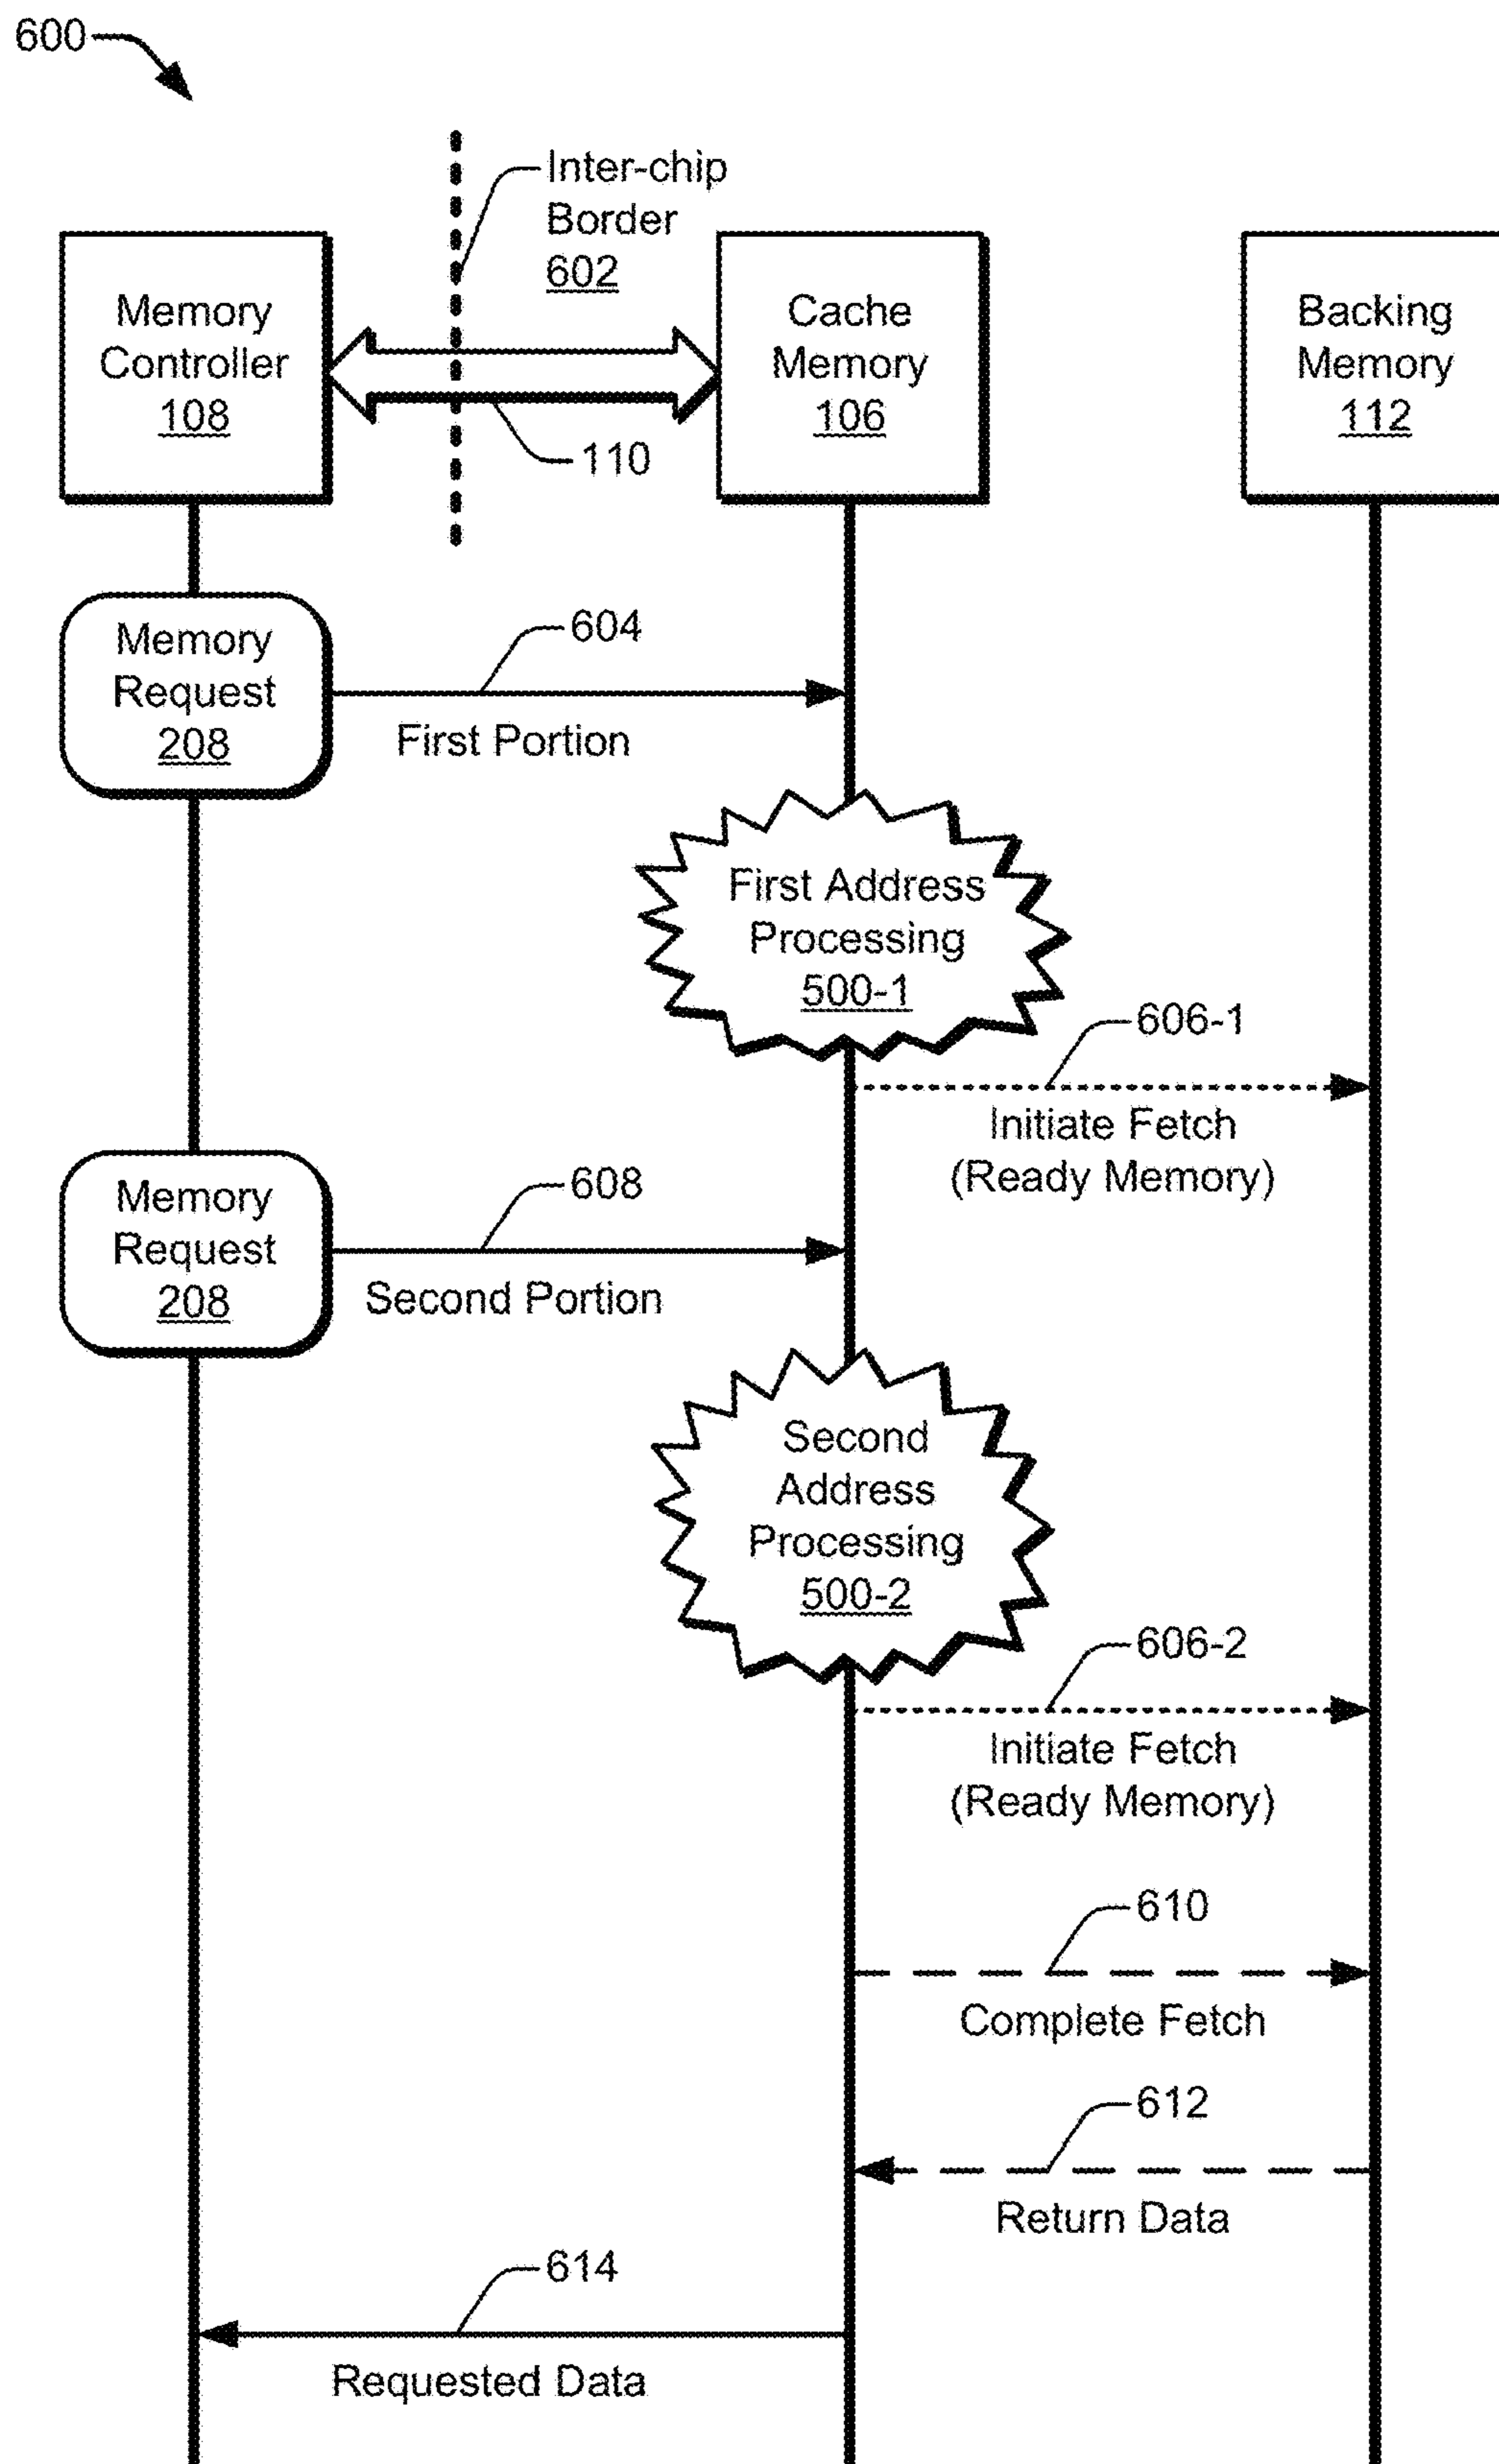 600
Inter-chip
Border
602
Memory
Controller
108
Cache
Memory
106
Backing
Memory
112
110
Memory
Request
208
604
First Portion
First Address
Processing
500-1
606-1
Initiate Fetch
(Ready Memory)
Memory
Request
208
608
Second Portion
Second
Address
Processing
500-2
606-2
Initiate Fetch
(Ready Memory)
610
Complete Fetch
612
Return Data
614
Requested Data